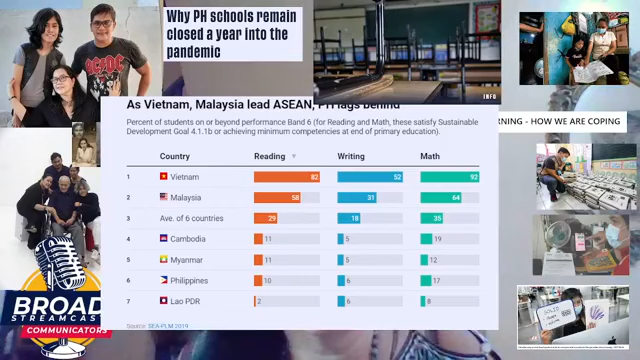 Why PH schools remain
closed a year into the
pandemic
INFO
AC DC
As Vietnam, Malaysia lead ASEAN, PH lags behind
Percent of students on or beyond performance Band 6 (for Reading and Math, these satisfy Sustainable
Development Goal 4.1.1b or achieving minimum competencies at end of primary education).
RNING - HOW WE ARE COPING
Country Reading Writing Math
1 Vietnam 82 52 92
2 Malaysia 58 31 64
3 Ave. of 6 countries 29 18 35
4 Cambodia 11 5 19
5 Myanmar 11 5 12
6 Philippines 10 6 17
7 Lao PDR 2 6 8
Source: SEA-PLM 2019
BROAD
STREAMCAS
COMMUNICATORS